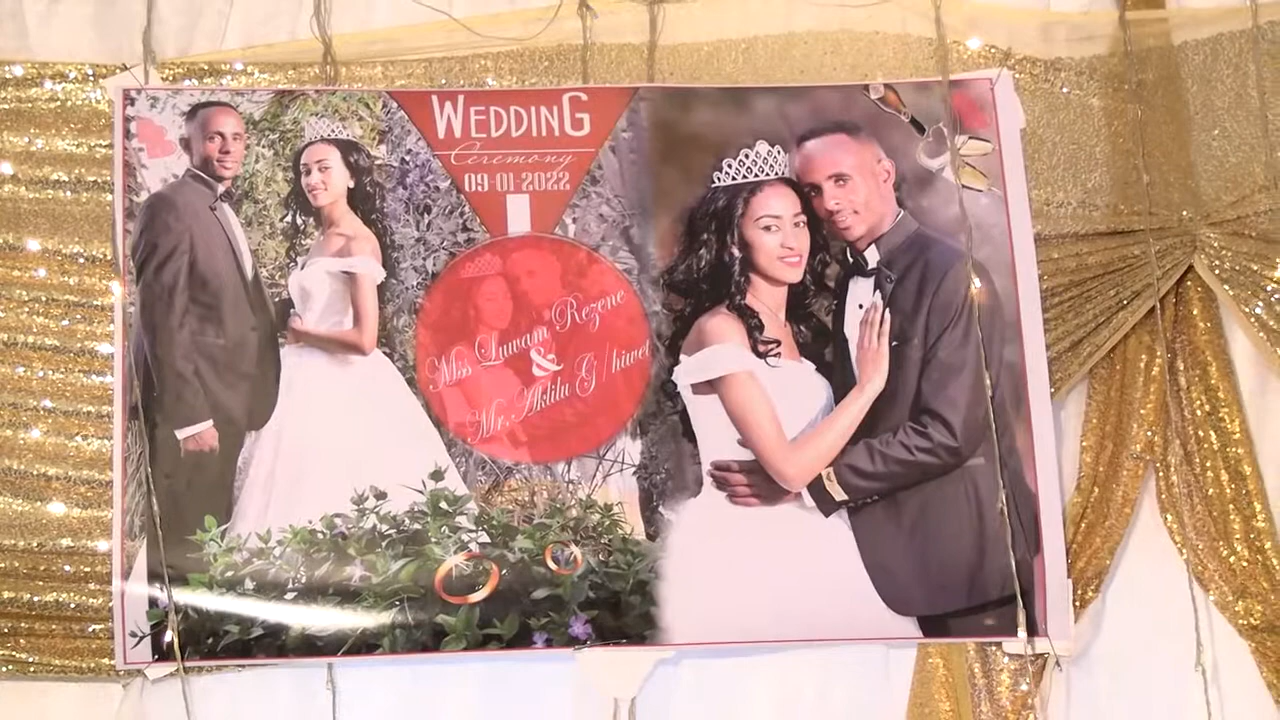 WEDDING
Ceremony
09-01-2022
Mss Luwam Rezene
&
Mr, Aklilu G/hiwet